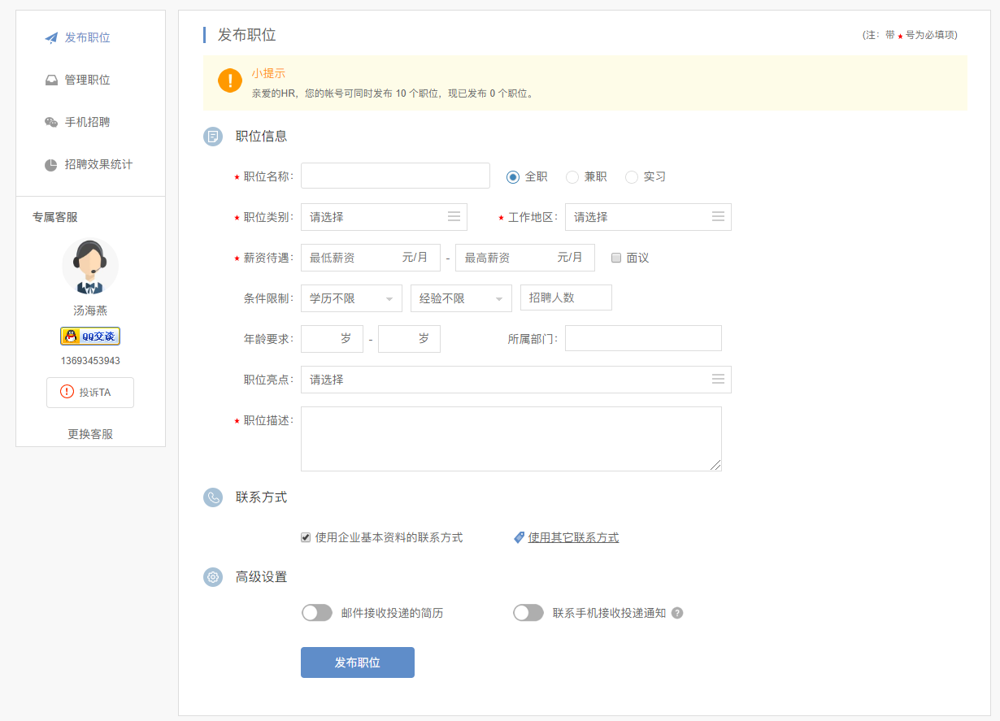 发布职位
管理职位
手机招聘
招聘效果统计
专属客服
汤海燕
QQ交谈
13693453943
投诉TA
更换客服
发布职位
(注：带★号为必填项)
小提示
亲爱的HR，您的帐号可同时发布 10 个职位，现已发布 0 个职位。
职位信息
★ 职位名称： 全职 兼职 实习
★ 职位类别： 请选择 ★ 工作地区： 请选择
★ 薪资待遇： 最低薪资 元/月 - 最高薪资 元/月 面议
条件限制： 学历不限 经验不限 招聘人数
年龄要求： 岁 - 岁 所属部门：
职位亮点： 请选择
★ 职位描述：
联系方式
使用企业基本资料的联系方式 使用其它联系方式
高级设置
邮件接收投递的简历 联系手机接收投递通知 ?
发布职位